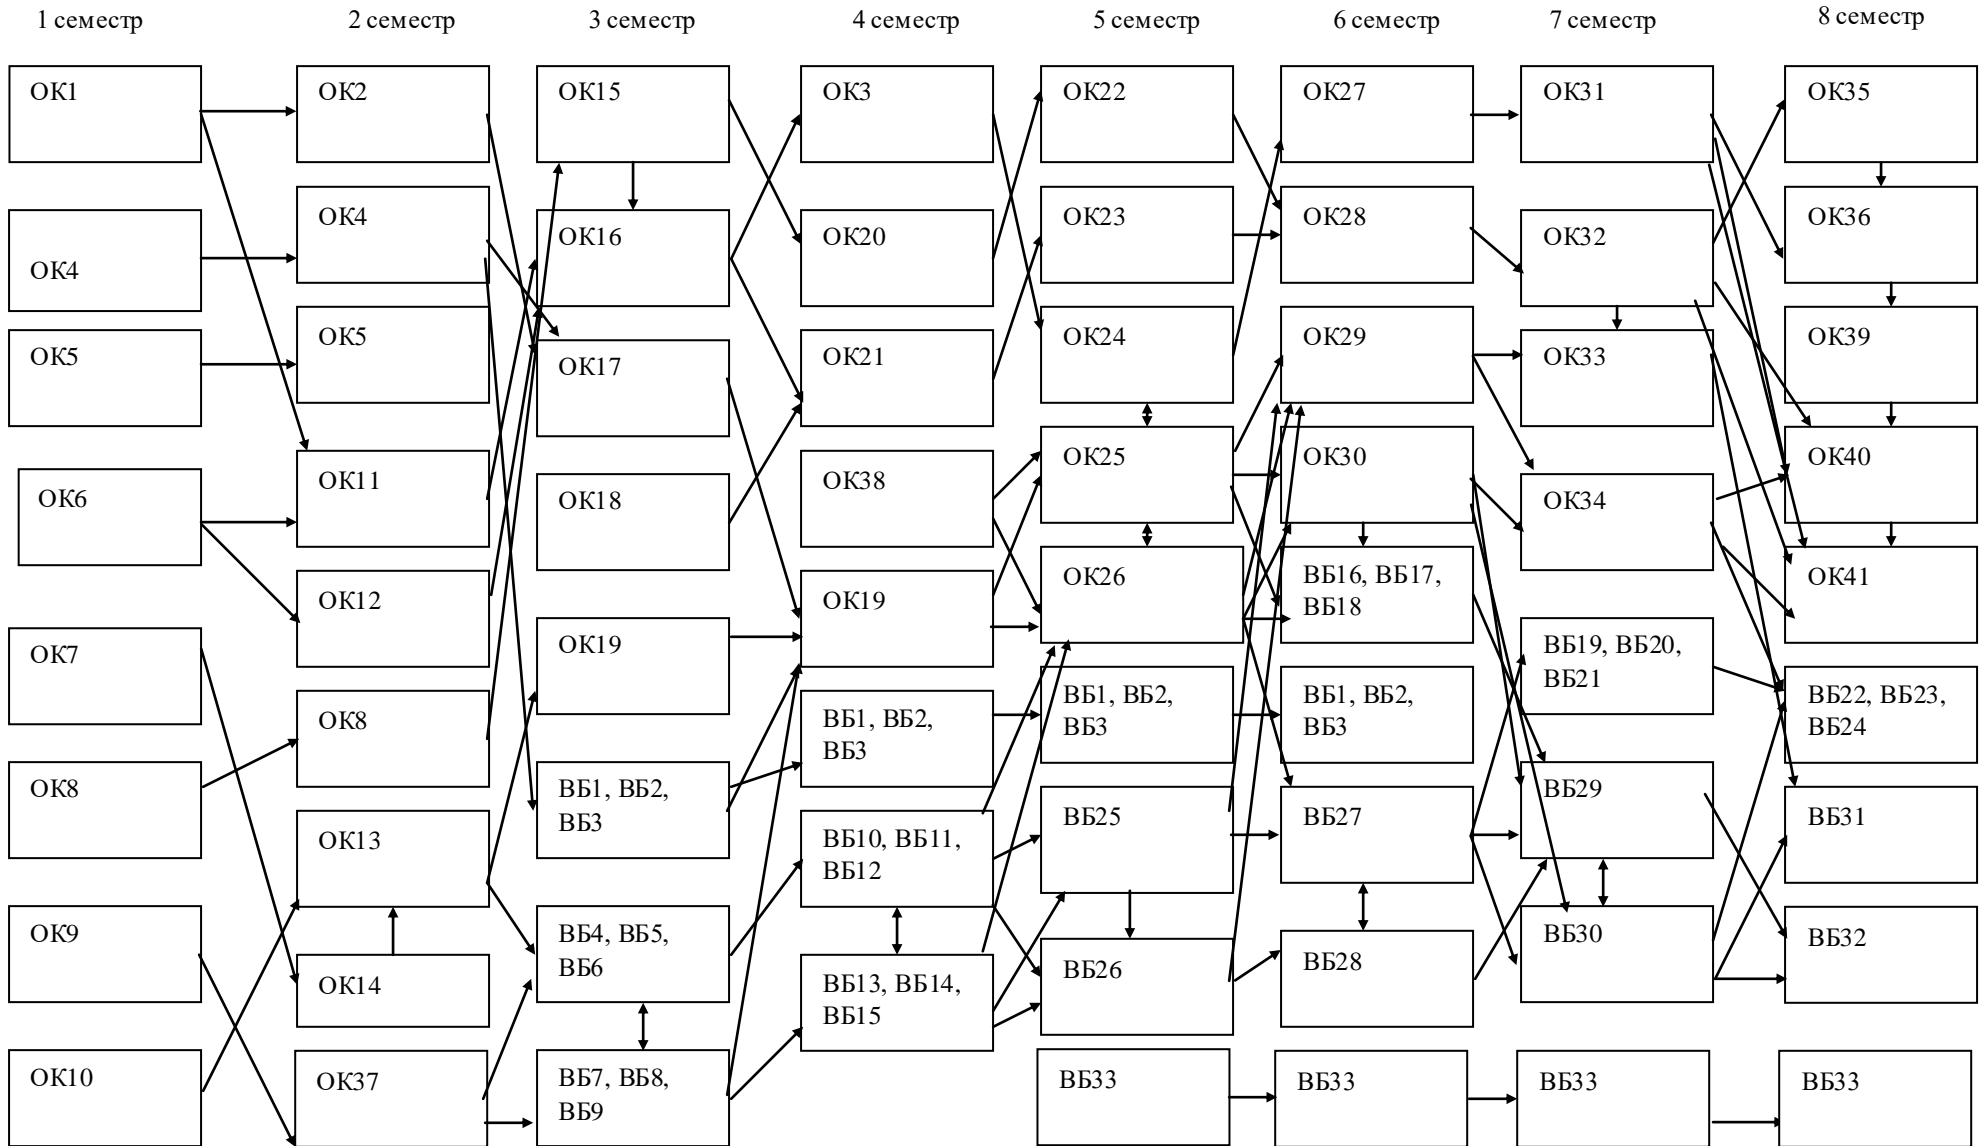 1 семестр
2 семестр
3 семестр
4 семестр
5 семестр
6 семестр
7 семестр
8 семестр
ОК1
ОК4
ОК5
ОК6
ОК7
ОК8
ОК9
ОК10
ОК2
ОК4
ОК5
ОК11
ОК12
ОК8
ОК13
ОК14
ОК37
ОК15
ОК16
ОК17
ОК18
ОК19
ВБ1, ВБ2,
ВБ3
ВБ4, ВБ5,
ВБ6
ВБ7, ВБ8,
ВБ9
ОК3
ОК20
ОК21
ОК38
ОК19
ВБ1, ВБ2,
ВБ3
ВБ10, ВБ11,
ВБ12
ВБ13, ВБ14,
ВБ15
ОК22
ОК23
ОК24
ОК25
ОК26
ВБ1, ВБ2,
ВБ3
ВБ25
ВБ26
ВБ33
ОК27
ОК28
ОК29
ОК30
ВБ16, ВБ17,
ВБ18
ВБ1, ВБ2,
ВБ3
ВБ27
ВБ28
ВБ33
ОК31
ОК32
ОК33
ОК34
ВБ19, ВБ20,
ВБ21
ВБ29
ВБ30
ВБ33
ОК35
ОК36
ОК39
ОК40
ОК41
ВБ22, ВБ23,
ВБ24
ВБ31
ВБ32
ВБ33